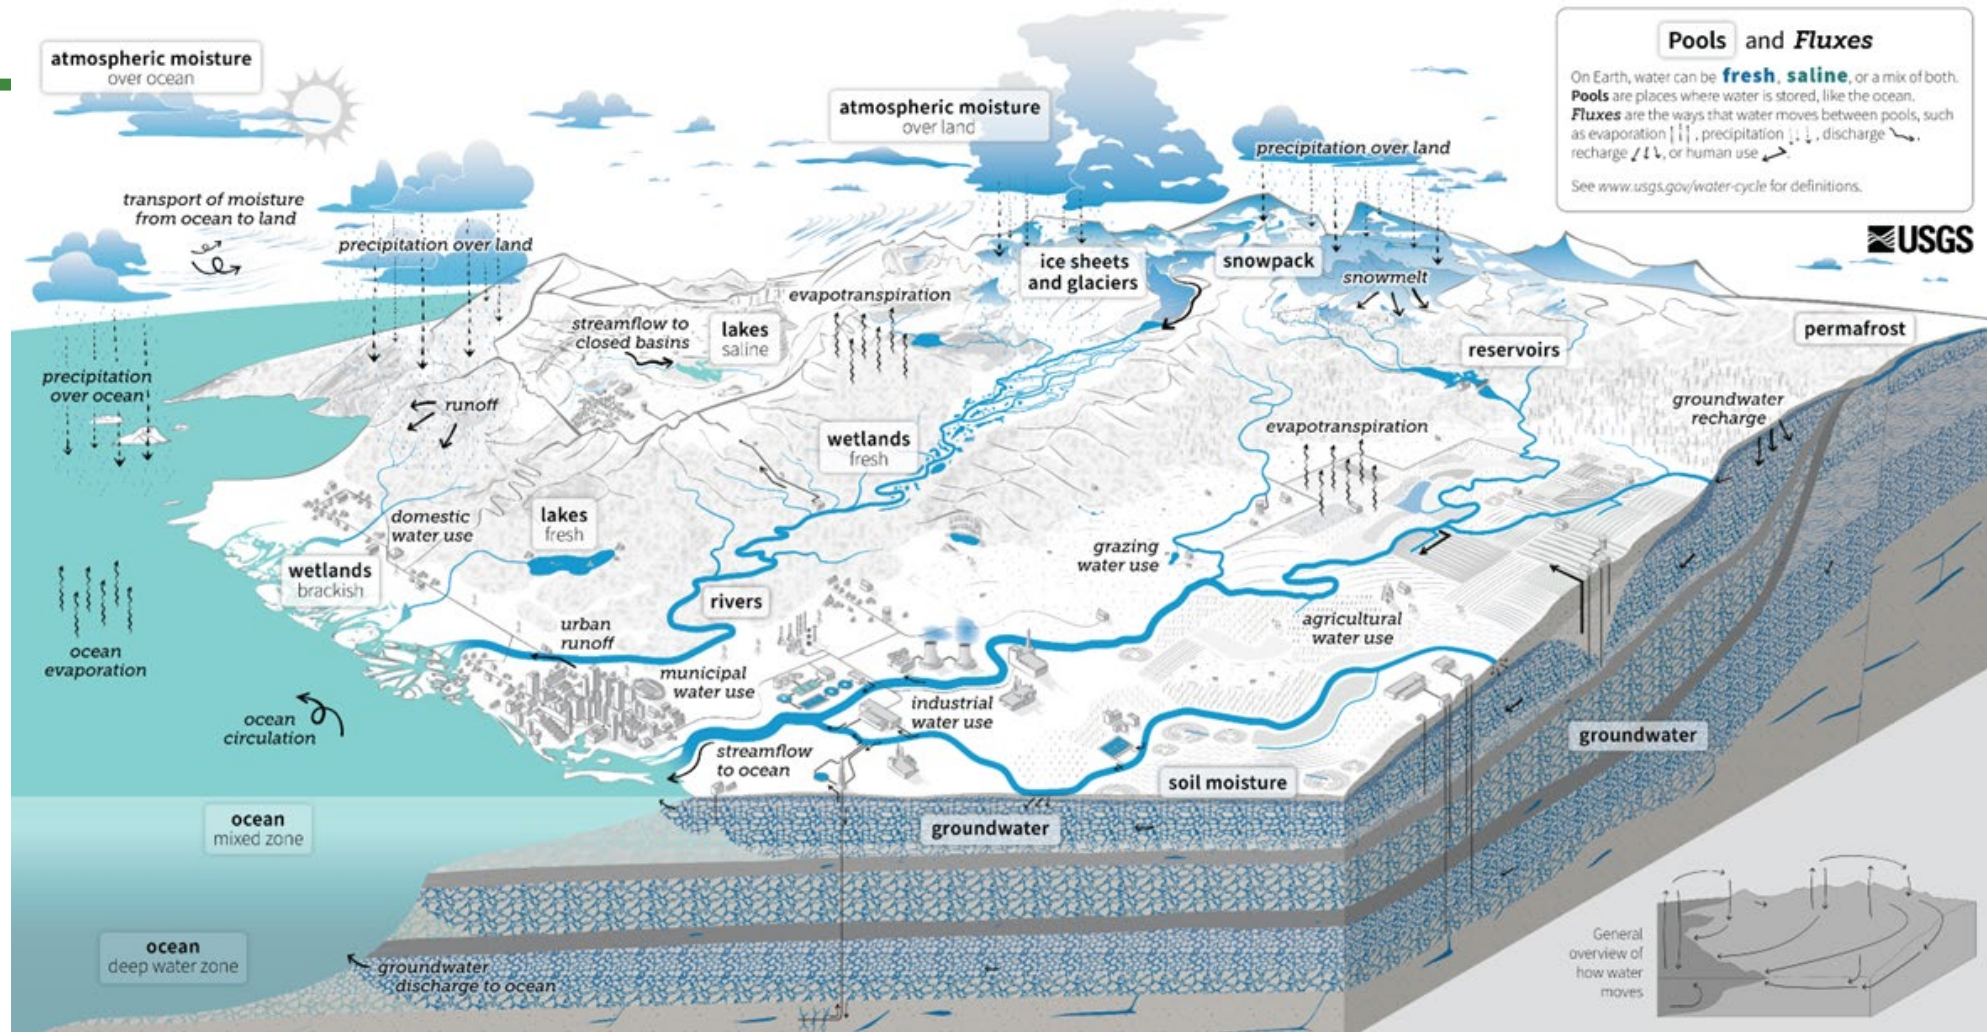 atmospheric moisture
over ocean
atmospheric moisture
over land
Pools and Fluxes
On Earth, water can be fresh, saline, or a mix of both.
Pools are places where water is stored, like the ocean.
Fluxes are the ways that water moves between pools, such
as evaporation, precipitation, discharge,
recharge, or human use.
See www.usgs.gov/water-cycle for definitions.
USGS
precipitation over land
transport of moisture
from ocean to land
precipitation over land
ice sheets
and glaciers
snowpack
snowmelt
evapotranspiration
streamflow to
closed basins
lakes
saline
permafrost
reservoirs
precipitation
over ocean
runoff
groundwater
recharge
wetlands
fresh
evapotranspiration
domestic
water use
lakes
fresh
grazing
water use
wetlands
brackish
rivers
agricultural
water use
urban
runoff
ocean
evaporation
municipal
water use
industrial
water use
ocean
circulation
streamflow
to ocean
groundwater
soil moisture
ocean
mixed zone
groundwater
ocean
deep water zone
groundwater
discharge to ocean
General
overview of
how water
moves